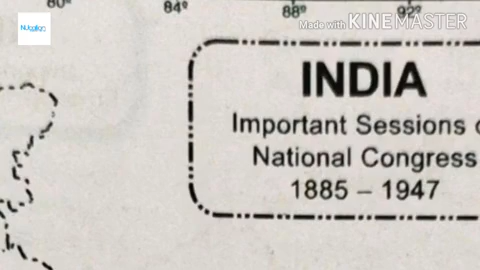 80° 84° 88° 92°
Made with KINEMASTER
INDIA
Important Sessions
National Congress
1885 – 1947